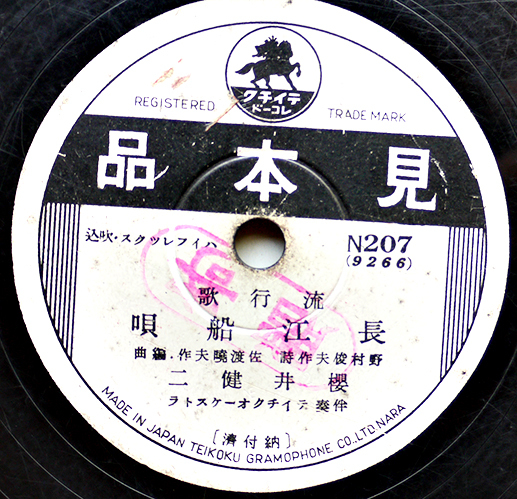 テイチク
レコード
REGISTERED TRADE MARK
見本品
ハイフレツクス・吹込
N207
(9266)
流行歌
長江船唄
野村俊夫作詩 佐渡曉夫作・編曲
櫻井健二
伴奏テイチクオーケストラ
[納付濟]
MADE IN JAPAN TEIKOKU GRAMOPHONE CO., LTD. NARA